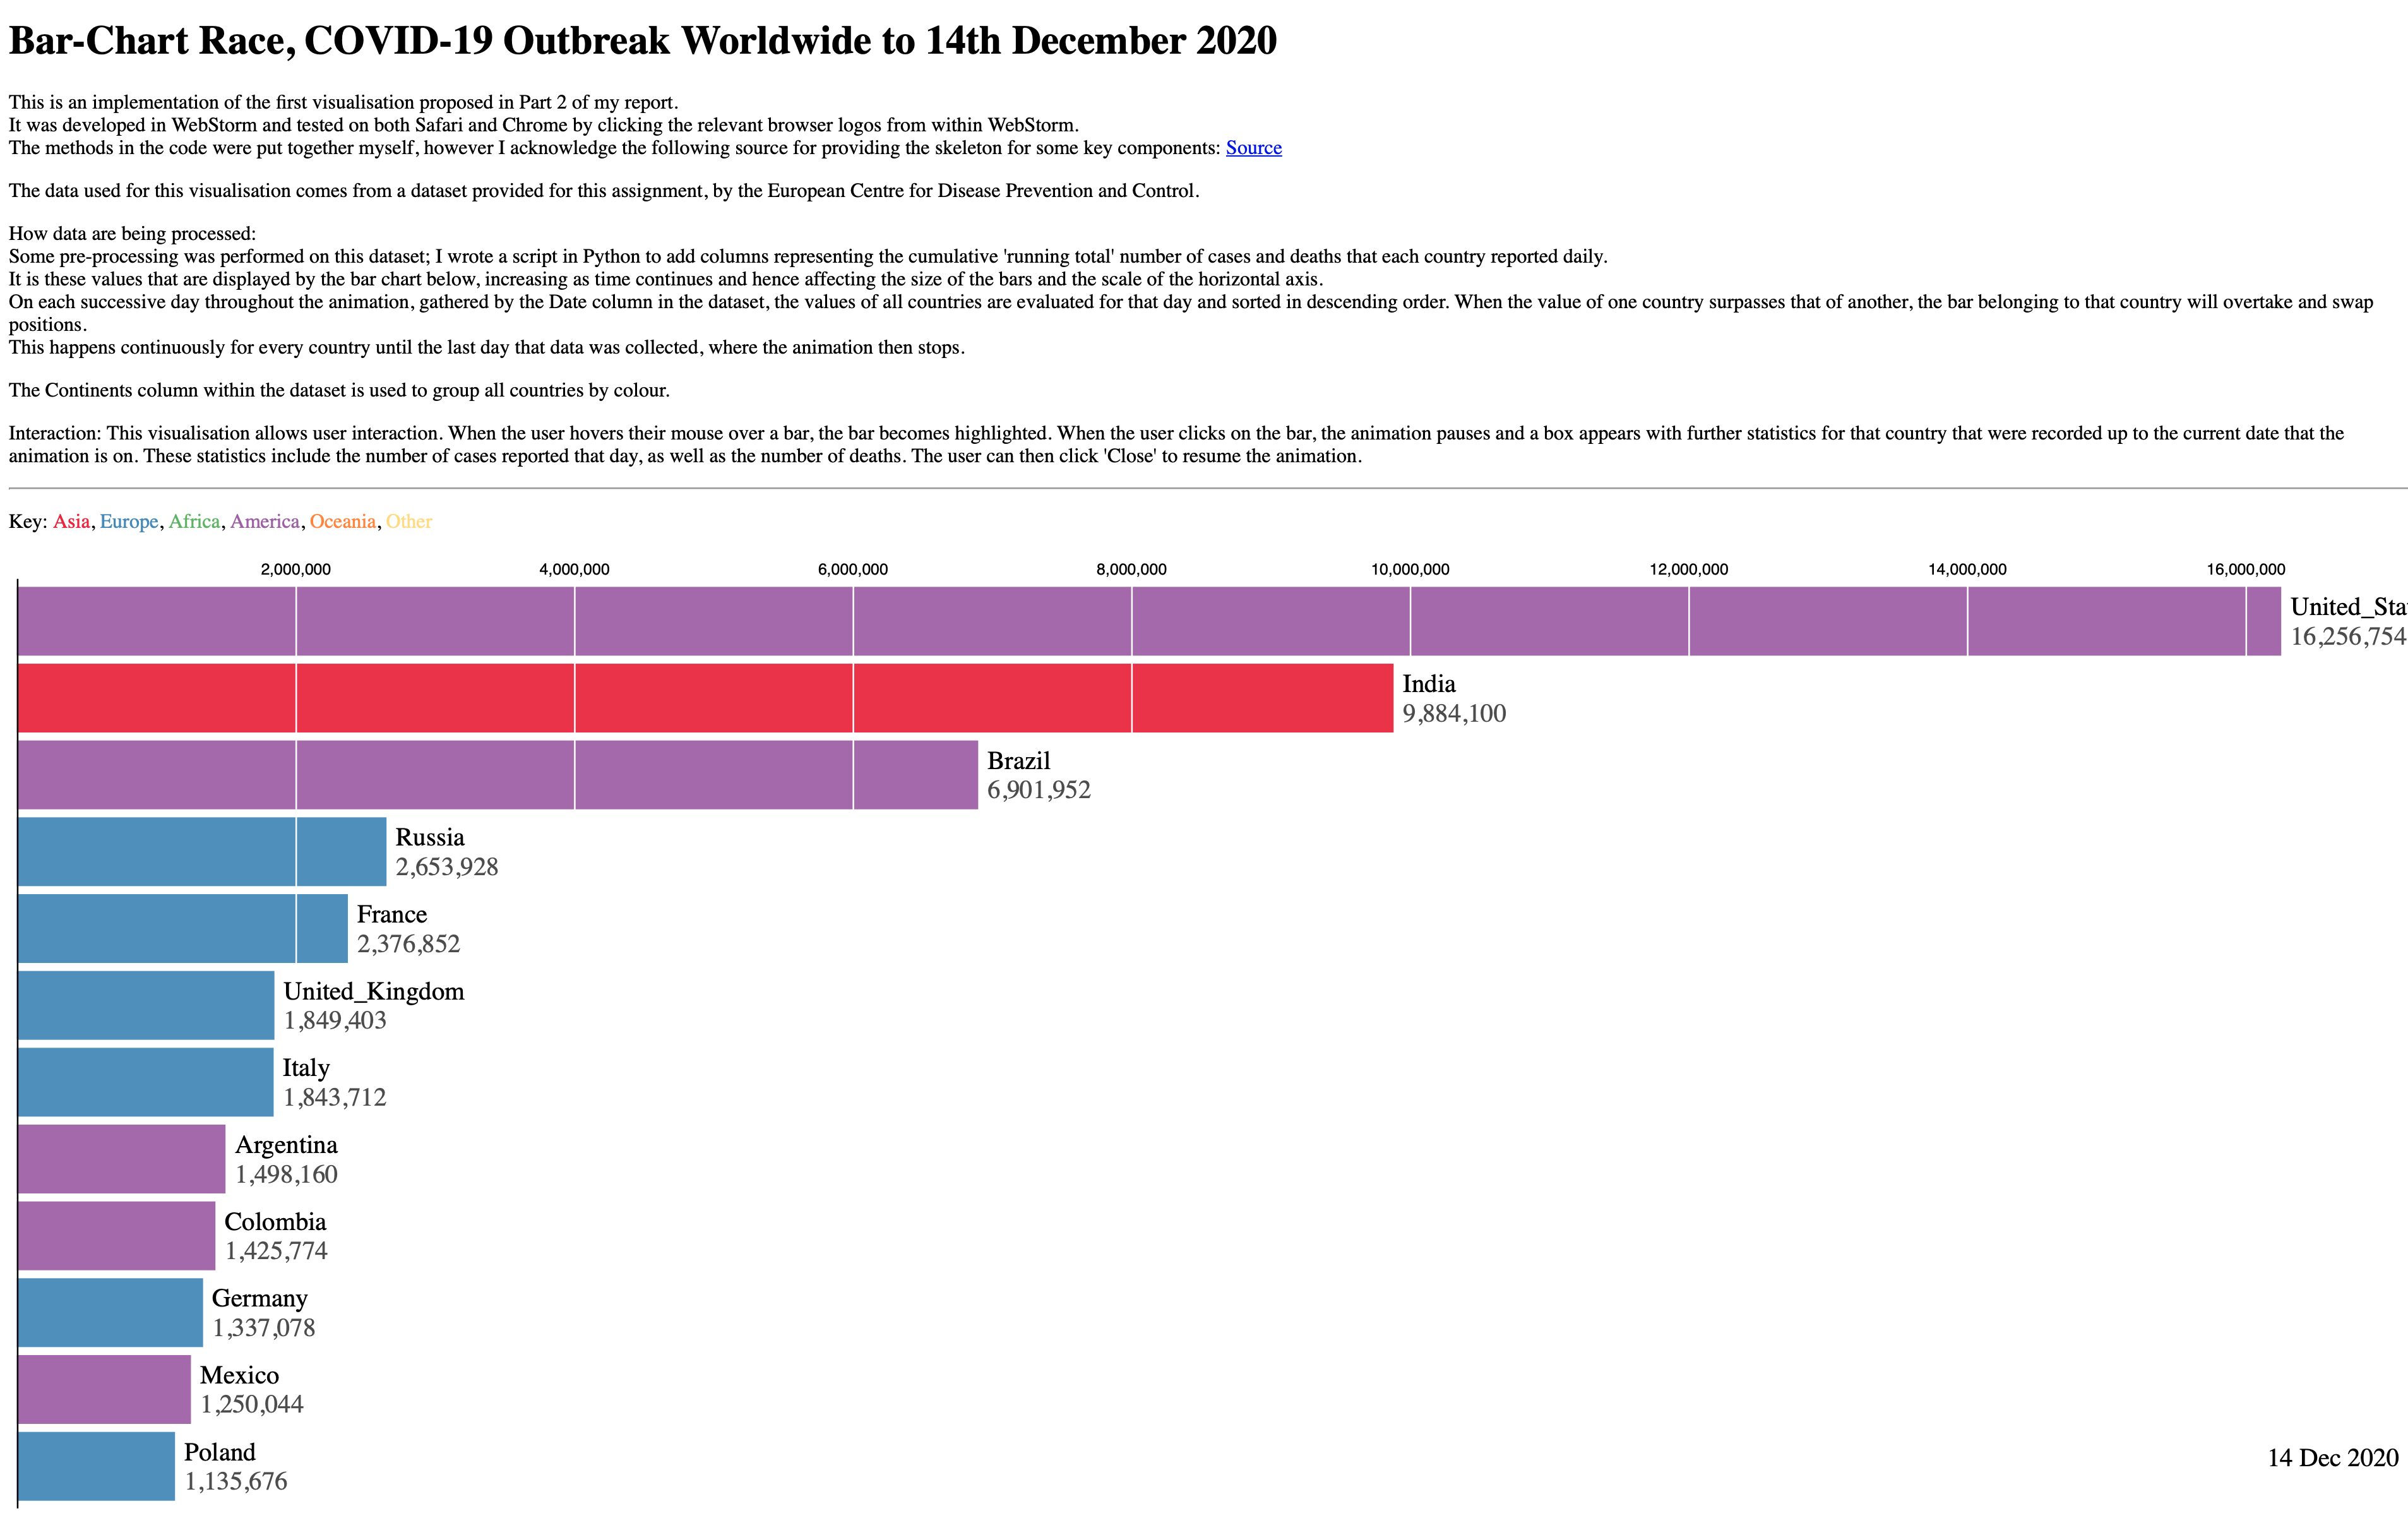 Bar-Chart Race, COVID-19 Outbreak Worldwide to 14th December 2020
This is an implementation of the first visualisation proposed in Part 2 of my report.
It was developed in WebStorm and tested on both Safari and Chrome by clicking the relevant browser logos from within WebStorm.
The methods in the code were put together myself, however I acknowledge the following source for providing the skeleton for some key components: Source
The data used for this visualisation comes from a dataset provided for this assignment, by the European Centre for Disease Prevention and Control.
How data are being processed:
Some pre-processing was performed on this dataset; I wrote a script in Python to add columns representing the cumulative 'running total' number of cases and deaths that each country reported daily.
It is these values that are displayed by the bar chart below, increasing as time continues and hence affecting the size of the bars and the scale of the horizontal axis.
On each successive day throughout the animation, gathered by the Date column in the dataset, the values of all countries are evaluated for that day and sorted in descending order. When the value of one country surpasses that of another, the bar belonging to that country will overtake and swap
positions.
This happens continuously for every country until the last day that data was collected, where the animation then stops.
The Continents column within the dataset is used to group all countries by colour.
Interaction: This visualisation allows user interaction. When the user hovers their mouse over a bar, the bar becomes highlighted. When the user clicks on the bar, the animation pauses and a box appears with further statistics for that country that were recorded up to the current date that the
animation is on. These statistics include the number of cases reported that day, as well as the number of deaths. The user can then click 'Close' to resume the animation.
Key: Asia, Europe, Africa, America, Oceania, Other
2,000,000 4,000,000 6,000,000 8,000,000 10,000,000 12,000,000 14,000,000 16,000,000
United_Sta
16,256,754
India
9,884,100
Brazil
6,901,952
Russia
2,653,928
France
2,376,852
United_Kingdom
1,849,403
Italy
1,843,712
Argentina
1,498,160
Colombia
1,425,774
Germany
1,337,078
Mexico
1,250,044
Poland
1,135,676
14 Dec 2020